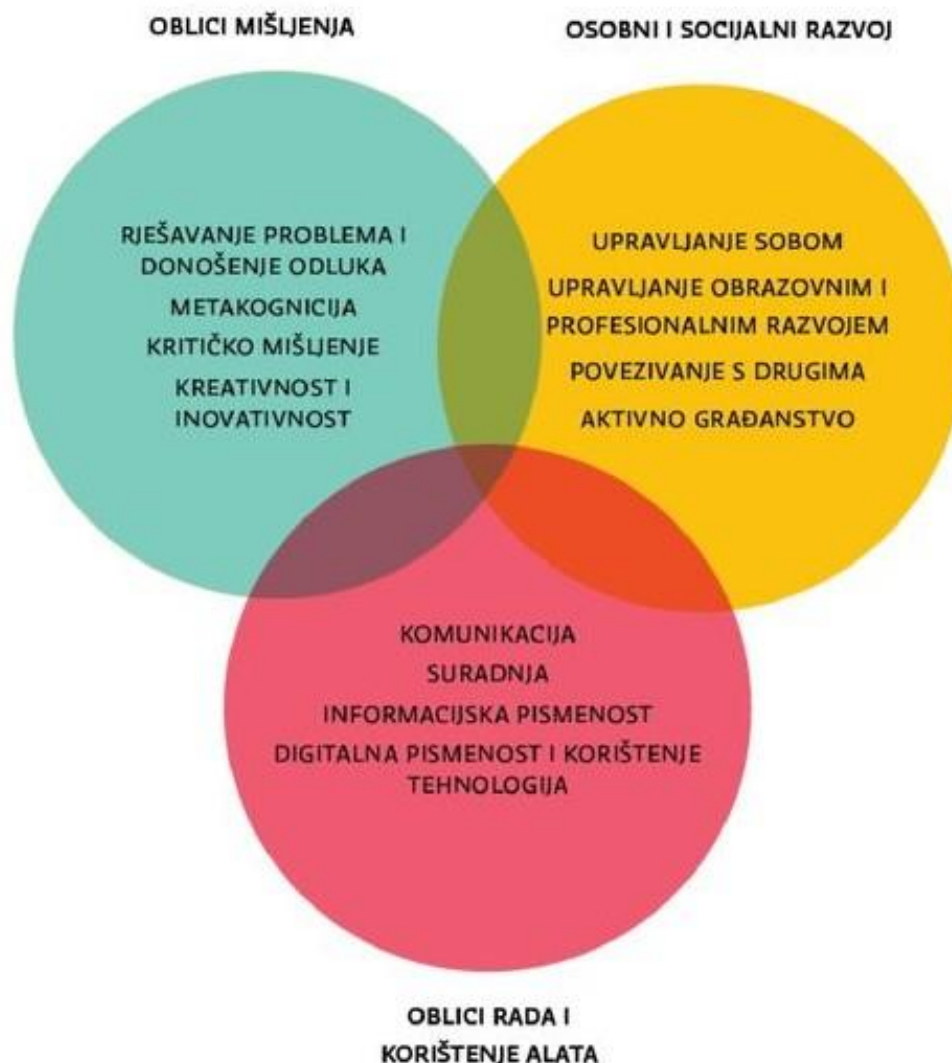 OBLICI MIŠLJENJA
OSOBNI I SOCIJALNI RAZVOJ
RJEŠAVANJE PROBLEMA I
DONOŠENJE ODLUKA
METAKOGNICIJA
KRITIČKO MIŠLJENJE
KREATIVNOST I
INOVATIVNOST
UPRAVLJANJE SOBOM
UPRAVLJANJE OBRAZOVNIM I
PROFESIONALNIM RAZVOJEM
POVEZIVANJE S DRUGIMA
AKTIVNO GRAĐANSTVO
KOMUNIKACIJA
SURADNJA
INFORMACIJSKA PISMENOST
DIGITALNA PISMENOST I KORIŠTENJE
TEHNOLOGIJA
OBLICI RADA I
KORIŠTENJE ALATA